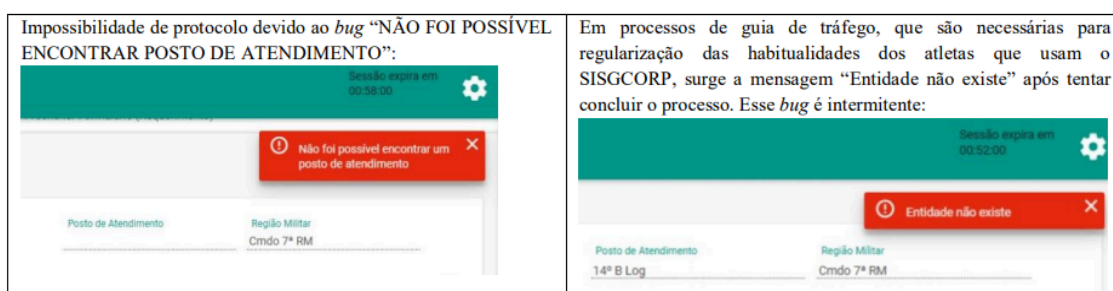 Impossibilidade de protocolo devido ao bug “NÃO FOI POSSÍVEL
ENCONTRAR POSTO DE ATENDIMENTO”:
Sessão expira em
00:58:00
Não foi possível encontrar um
posto de atendimento
Posto de Atendimento
Região Militar
Cmdo 7ª RM
Em processos de guia de tráfego, que são necessárias para
regularização das habitualidades dos atletas que usam o
SISGCORP, surge a mensagem “Entidade não existe” após tentar
concluir o processo. Esse bug é intermitente:
Sessão expira em
00:52:00
Entidade não existe
Posto de Atendimento
Região Militar
14º B Log
Cmdo 7ª RM